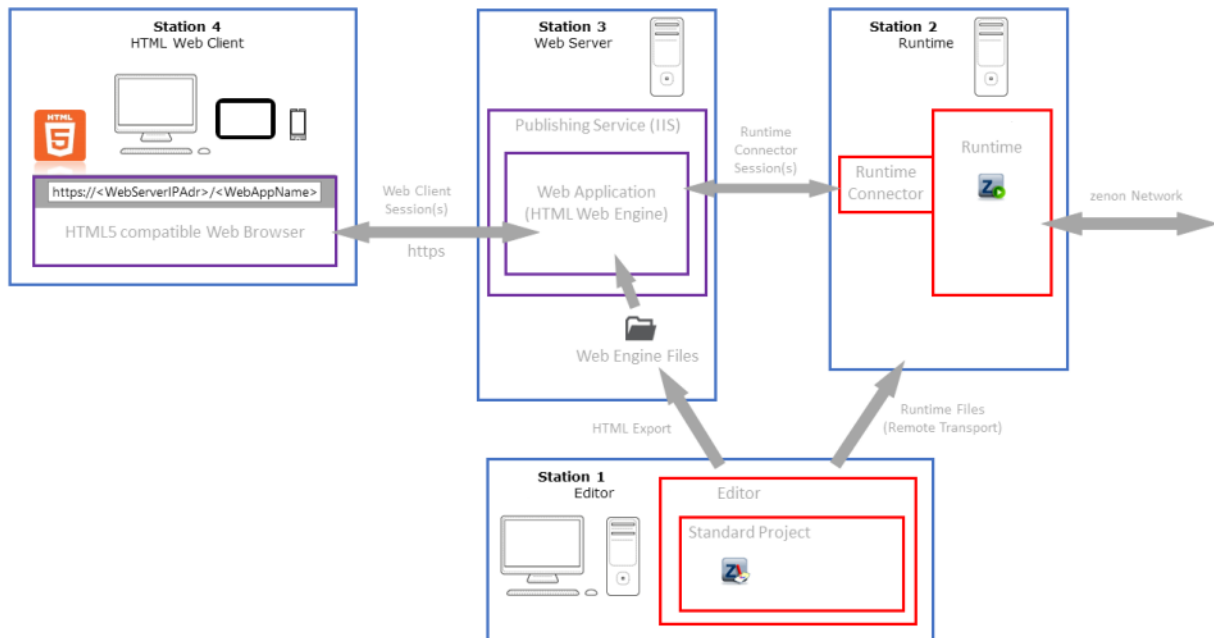 Station 4
HTML Web Client
HTML
5
https://<WebServerIPAdr>/<WebAppName>
HTML5 compatible Web Browser
Web Client
Session(s)
https
Station 3
Web Server
Publishing Service (IIS)
Web Application
(HTML Web Engine)
Web Engine Files
Runtime
Connector
Session(s)
Station 2
Runtime
Runtime
Connector
Runtime
Z
zenon Network
HTML Export
Runtime Files
(Remote Transport)
Station 1
Editor
Editor
Standard Project
Z